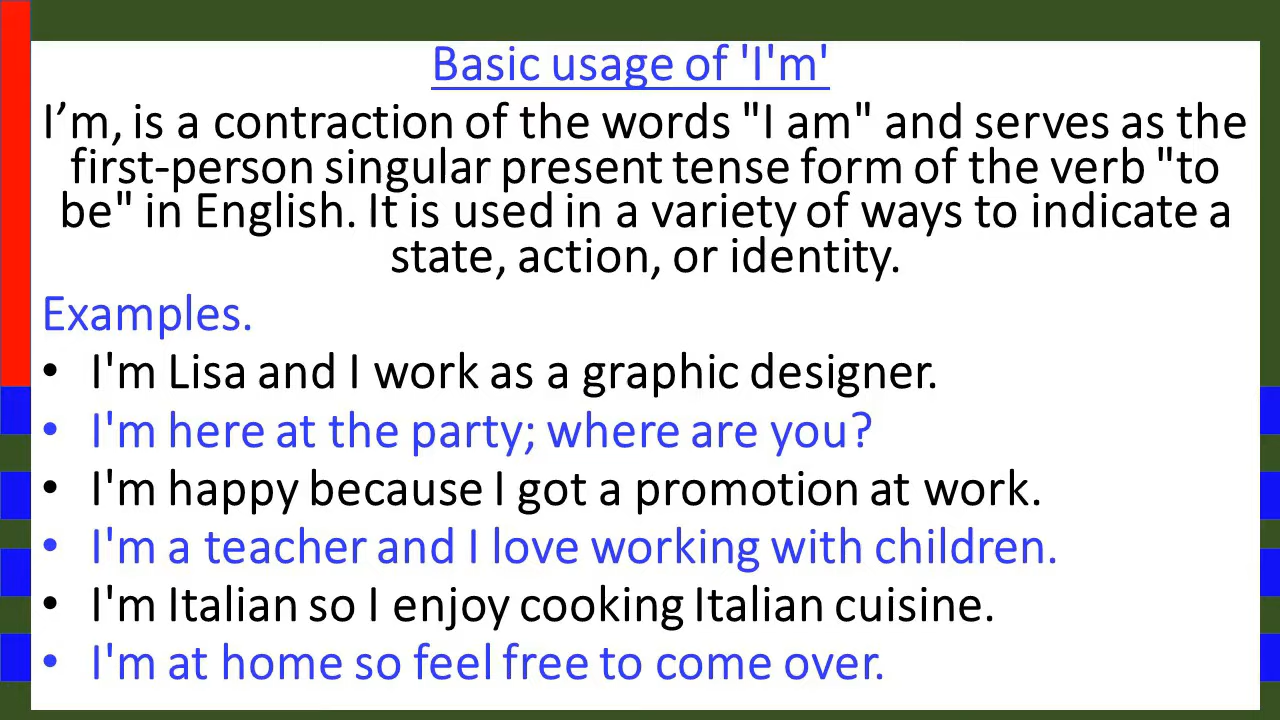 Basic usage of 'I'm'
I’m, is a contraction of the words "I am" and serves as the
first-person singular present tense form of the verb "to
be" in English. It is used in a variety of ways to indicate a
state, action, or identity.
Examples.
• I'm Lisa and I work as a graphic designer.
• I'm here at the party; where are you?
• I'm happy because I got a promotion at work.
• I'm a teacher and I love working with children.
• I'm Italian so I enjoy cooking Italian cuisine.
• I'm at home so feel free to come over.